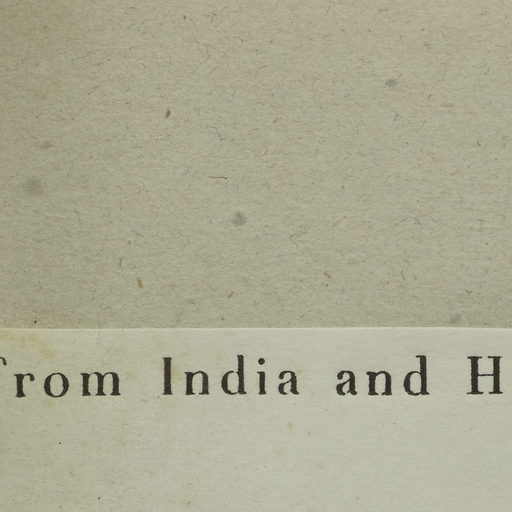 from India and H